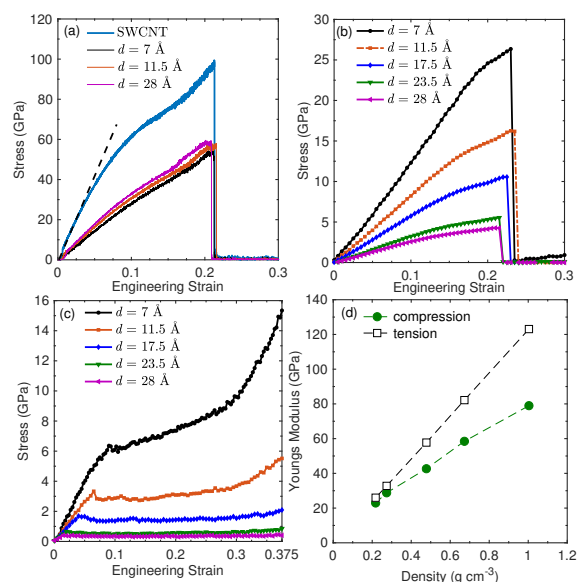 (a)
SWCNT
d = 7 Å
d = 11.5 Å
d = 28 Å
Stress (GPa)
120
100
80
60
40
20
0
0 0.1 0.2 0.3
Engineering Strain
(b)
d = 7 Å
d = 11.5 Å
d = 17.5 Å
d = 23.5 Å
d = 28 Å
Stress (GPa)
30
25
20
15
10
5
0
0 0.1 0.2 0.3
Engineering Strain
(c)
d = 7 Å
d = 11.5 Å
d = 17.5 Å
d = 23.5 Å
d = 28 Å
Stress (GPa)
16
14
12
10
8
6
4
2
0
0 0.1 0.2 0.3 0.375
Engineering Strain
(d)
compression
tension
Youngs Modulus (GPa)
140
120
100
80
60
40
20
0
0 0.2 0.4 0.6 0.8 1 1.2
Density (g cm-3)